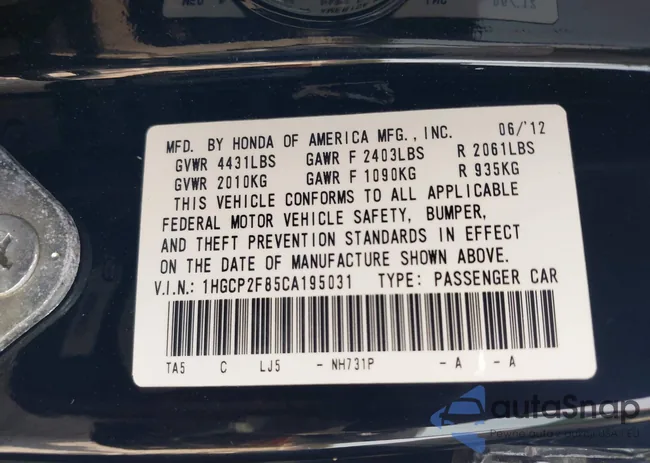 MFD. BY HONDA OF AMERICA MFG., INC. 06/'12
GVWR 4431LBS GAWR F 2403LBS R 2061LBS
GVWR 2010KG GAWR F 1090KG R 935KG
THIS VEHICLE CONFORMS TO ALL APPLICABLE
FEDERAL MOTOR VEHICLE SAFETY, BUMPER,
AND THEFT PREVENTION STANDARDS IN EFFECT
ON THE DATE OF MANUFACTURE SHOWN ABOVE.
V.I.N.: 1HGCP2F85CA195031 TYPE: PASSENGER CAR
TA5 C LJ5 - NH731P - A - A
autoSnap